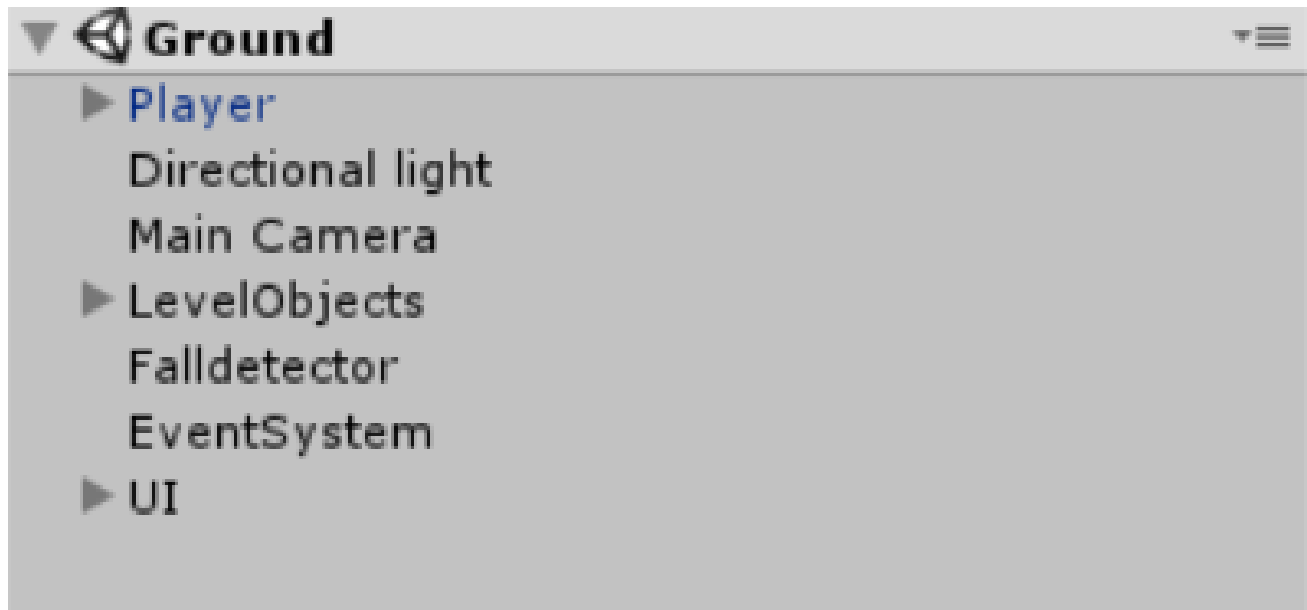 Ground
Player
Directional light
Main Camera
LevelObjects
Falldetector
EventSystem
UI